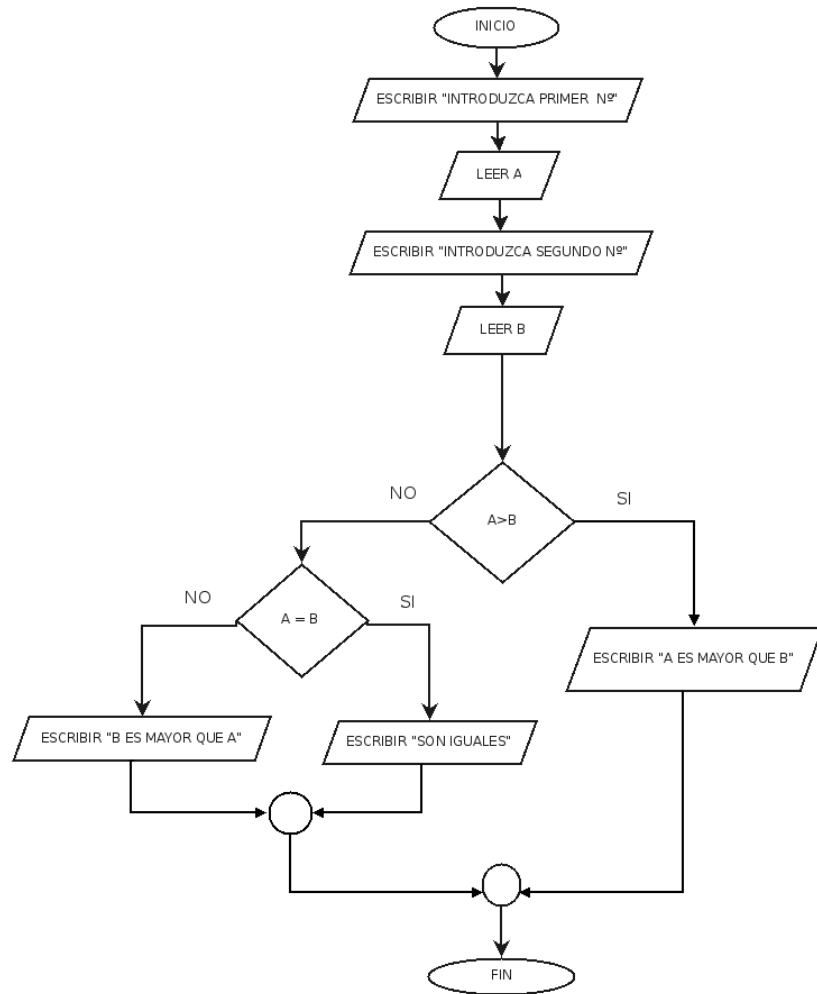 INICIO
ESCRIBIR "INTRODUZCA PRIMER Nº"
LEER A
ESCRIBIR "INTRODUZCA SEGUNDO Nº"
LEER B
NO
SI
A>B
NO
SI
A = B
ESCRIBIR "A ES MAYOR QUE B"
ESCRIBIR "B ES MAYOR QUE A"
ESCRIBIR "SON IGUALES"
FIN